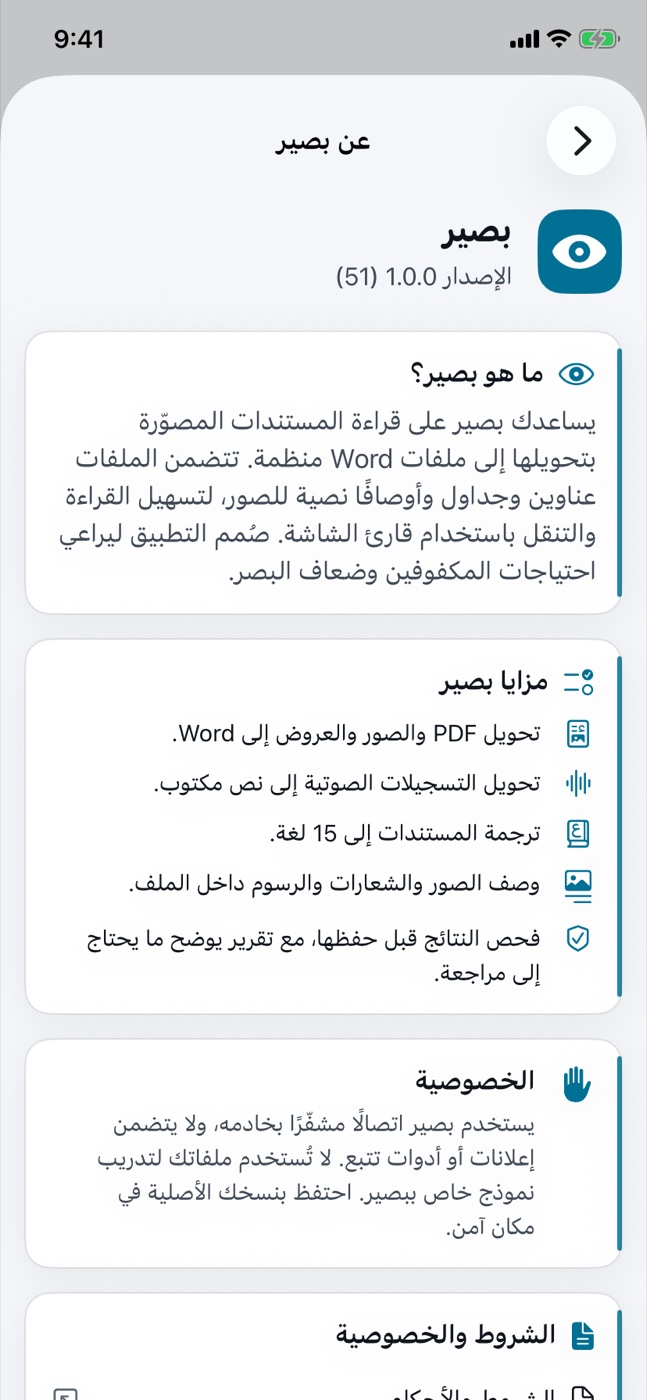 9:41
عن بصير
بصير
الإصدار 1.0.0 (51)
ما هو بصير؟
يساعدك بصير على قراءة المستندات المصوّرة
بتحويلها إلى ملفات Word منظمة. تتضمن الملفات
عناوين وجداول وأوصافًا نصية للصور، لتسهيل القراءة
والتنقل باستخدام قارئ الشاشة. صُمم التطبيق ليراعي
احتياجات المكفوفين وضعاف البصر.
مزايا بصير
تحويل PDF والصور والعروض إلى Word.
تحويل التسجيلات الصوتية إلى نص مكتوب.
ترجمة المستندات إلى 15 لغة.
وصف الصور والشعارات والرسوم داخل الملف.
فحص النتائج قبل حفظها، مع تقرير يوضح ما يحتاج
إلى مراجعة.
الخصوصية
يستخدم بصير اتصالًا مشفّرًا بخادمه، ولا يتضمن
إعلانات أو أدوات تتبع. لا تُستخدم ملفاتك لتدريب
نموذج خاص ببصير. احتفظ بنسخك الأصلية في
مكان آمن.
الشروط والخصوصية
الشروط والأحكام